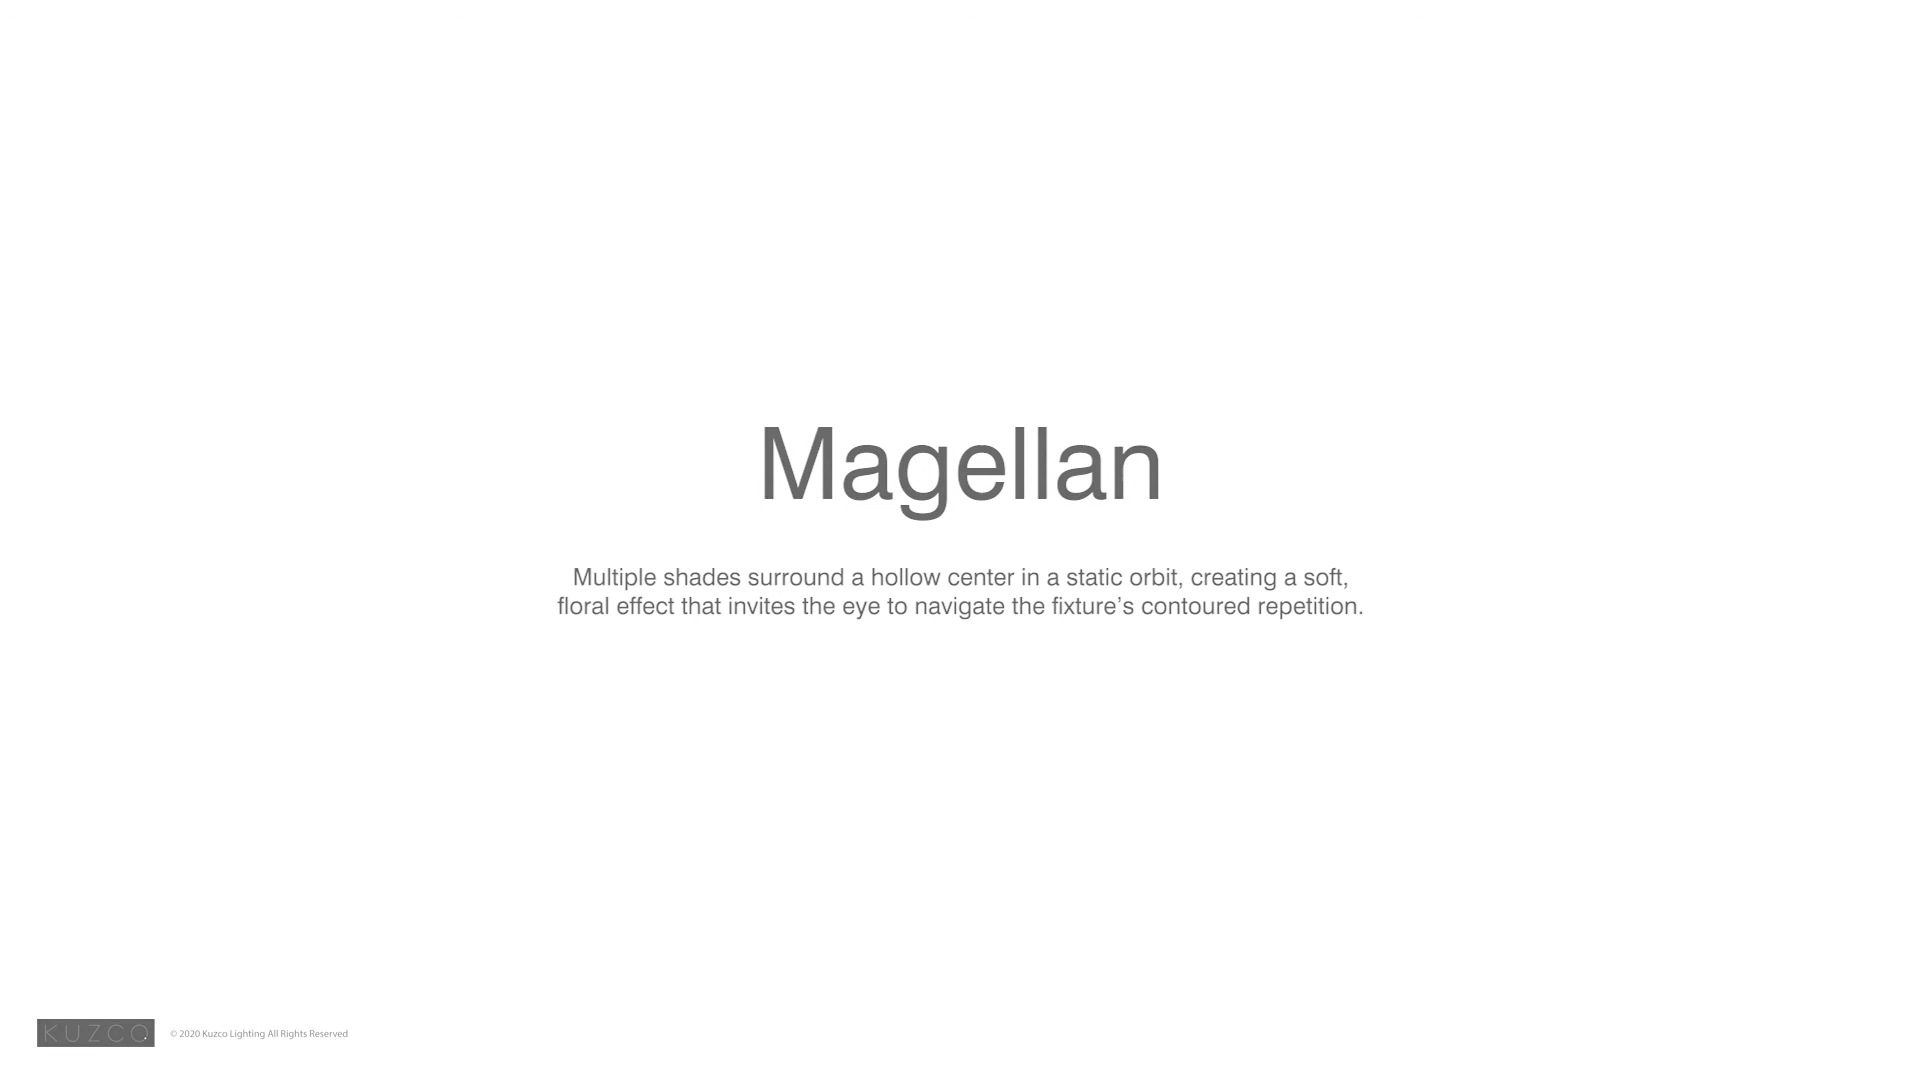 Magellan
Multiple shades surround a hollow center in a static orbit, creating a soft,
floral effect that invites the eye to navigate the fixture’s contoured repetition.
KUZCO.
© 2020 Kuzco Lighting All Rights Reserved